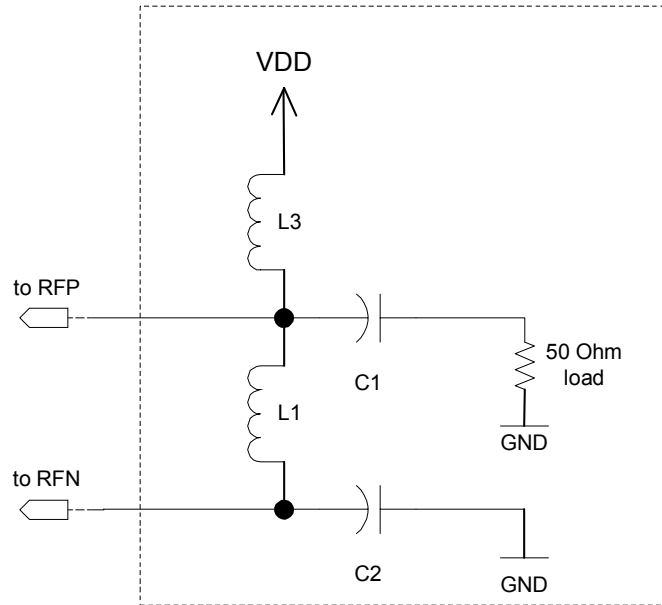 VDD
L3
to RFP
C1
50 Ohm
load
L1
GND
to RFN
C2
GND